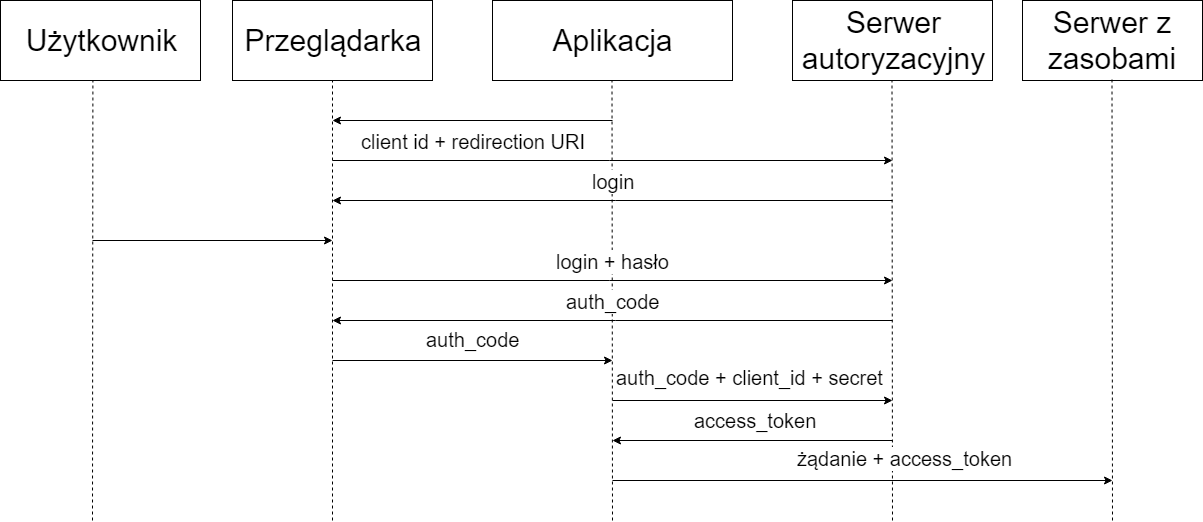 Użytkownik
Przeglądarka
Aplikacja
Serwer
autoryzacyjny
Serwer z
zasobami
client id + redirection URI
login
login + hasło
auth_code
auth_code
auth_code + client_id + secret
access_token
żądanie + access_token